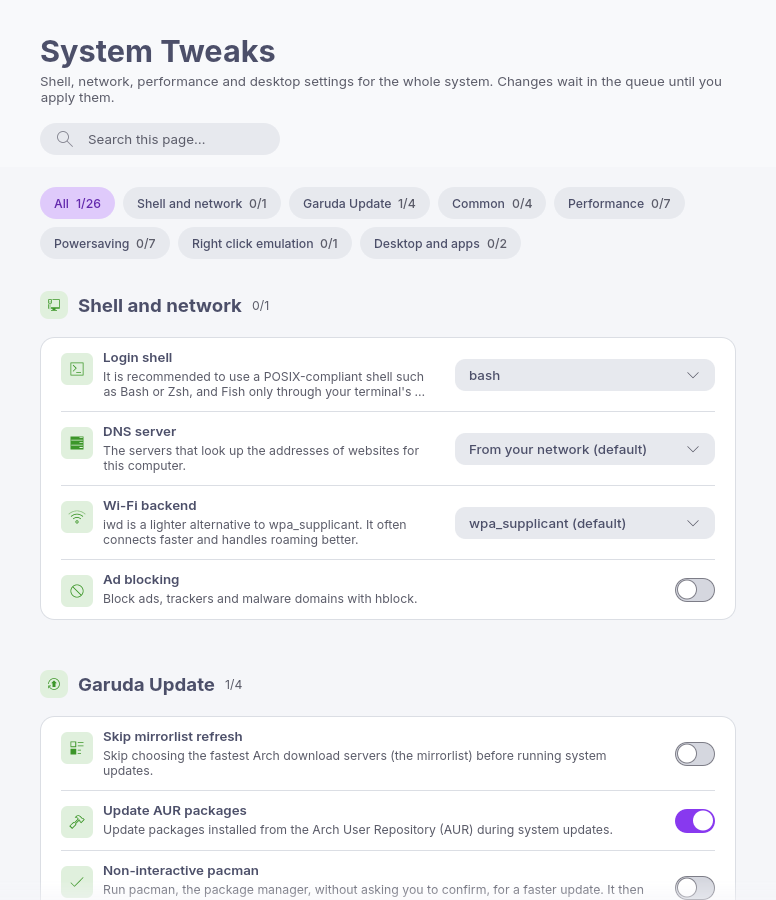 System Tweaks
Shell, network, performance and desktop settings for the whole system. Changes wait in the queue until you
apply them.
Search this page...
All 1/26
Shell and network 0/1
Garuda Update 1/4
Common 0/4
Performance 0/7
Powersaving 0/7
Right click emulation 0/1
Desktop and apps 0/2
Shell and network 0/1
Login shell
It is recommended to use a POSIX-compliant shell such
as Bash or Zsh, and Fish only through your terminal's ...
bash
DNS server
The servers that look up the addresses of websites for
this computer.
From your network (default)
Wi-Fi backend
iwd is a lighter alternative to wpa_supplicant. It often
connects faster and handles roaming better.
wpa_supplicant (default)
Ad blocking
Block ads, trackers and malware domains with hblock.
Garuda Update 1/4
Skip mirrorlist refresh
Skip choosing the fastest Arch download servers (the mirrorlist) before running system
updates.
Update AUR packages
Update packages installed from the Arch User Repository (AUR) during system updates.
Non-interactive pacman
Run pacman, the package manager, without asking you to confirm, for a faster update. It then